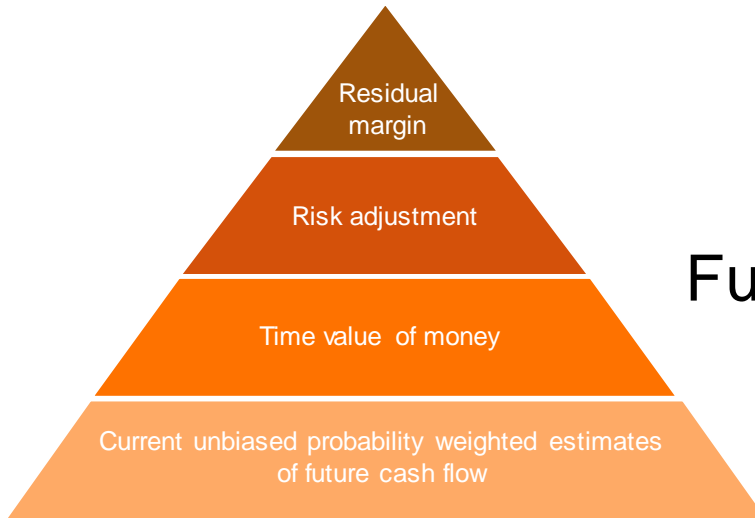 Residual
margin
Risk adjustment
Fu
Time value of money
Current unbiased probability weighted estimates
of future cash flow